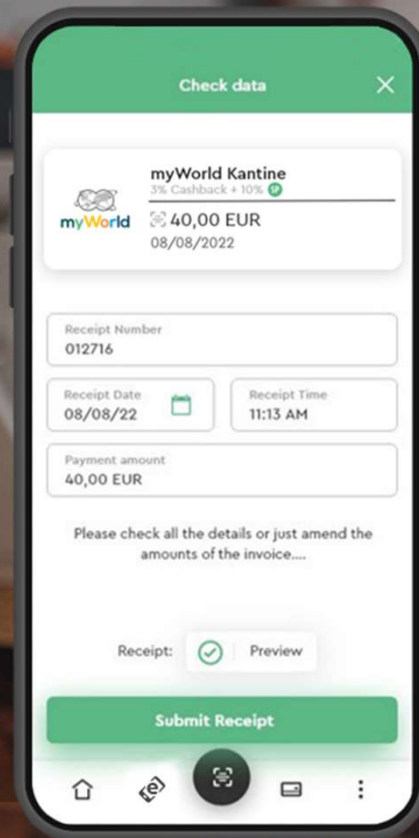 Check data
myWorld Kantine
3% Cashback + 10% SP
myWorld
40,00 EUR
08/08/2022
Receipt Number
012716
Receipt Date
08/08/22
Receipt Time
11:13 AM
Payment amount
40,00 EUR
Please check all the details or just amend the
amounts of the invoice....
Receipt:
Preview
Submit Receipt